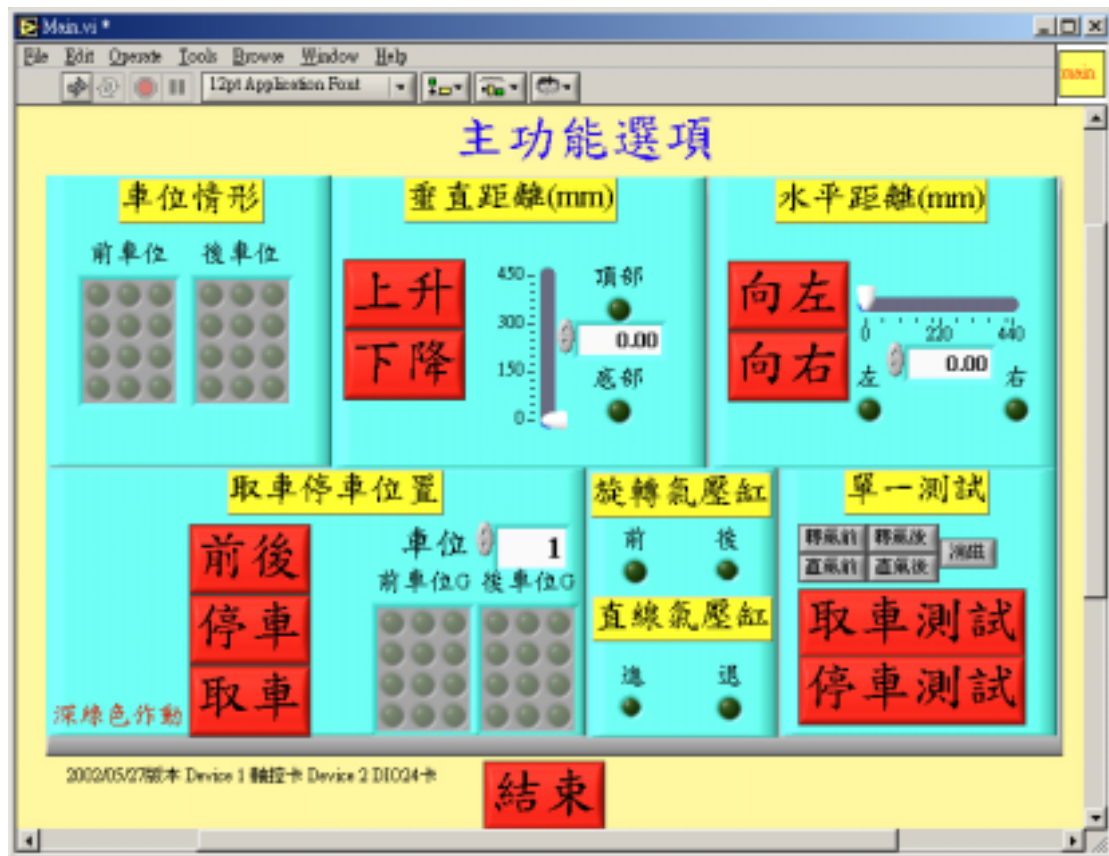 Main.vi *
File Edit Operate Tools Browse Window Help
12pt Application Font
main
主功能選項
車位情形
前車位 後車位
垂直距離(mm)
上升
下降
450
300
150
0
頂部
0.00
底部
水平距離(mm)
向左
向右
0 220 440
0.00
左 右
取車停車位置
前後
停車
取車
車位 1
前車位G 後車位G
深綠色作動
旋轉氣壓缸
前 後
直線氣壓缸
進 退
單一測試
轉氣前 轉氣後
直氣前 直氣後
取車測試
停車測試
2002/05/27版本 Device 1 軸控卡 Device 2 DIO24卡
結束